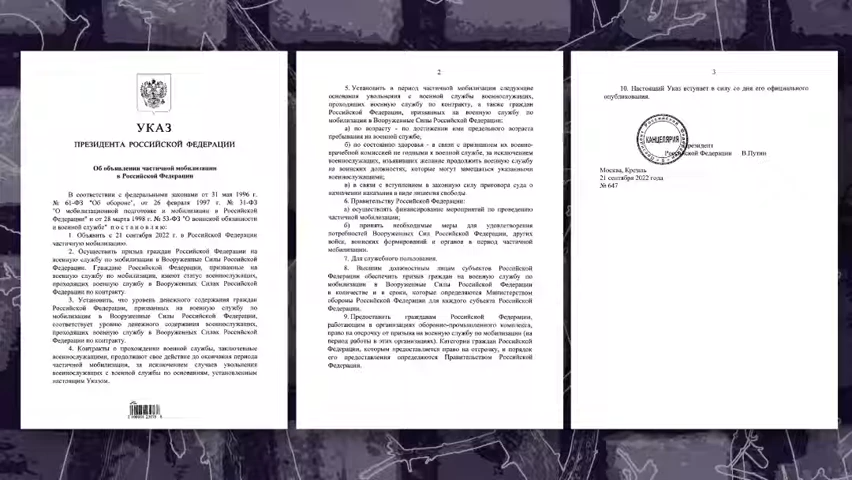 УКАЗ
ПРЕЗИДЕНТА РОССИЙСКОЙ ФЕДЕРАЦИИ
Об объявлении частичной мобилизации
в Российской Федерации
В соответствии с федеральными законами от 31 мая 1996 г.
№ 61-ФЗ "Об обороне", от 26 февраля 1997 г. № 31-ФЗ
"О мобилизационной подготовке и мобилизации в Российской
Федерации" и от 28 марта 1998 г. № 53-ФЗ "О воинской обязанности
и военной службе" постановляю:
1 Объявить с 21 сентября 2022 г. в Российской Федерации
частичную мобилизацию.
2. Осуществить призыв граждан Российской Федерации на
военную службу по мобилизации в Вооруженные Силы Российской
Федерации. Граждане Российской Федерации, призванные на
военную службу по мобилизации, имеют статус военнослужащих,
проходящих военную службу в Вооруженных Силах Российской
Федерации по контракту.
3. Установить, что уровень денежного содержания граждан
Российской Федерации, призванных на военную службу по
мобилизации в Вооруженные Силы Российской Федерации,
соответствует уровню денежного содержания военнослужащих,
проходящих военную службу в Вооруженных Силах Российской
Федерации по контракту.
4. Контракты о прохождении военной службы, заключенные
военнослужащими, продолжают свое действие до окончания периода
частичной мобилизации, за исключением случаев увольнения
военнослужащих с военной службы по основаниям, установленным
настоящим Указом.
2
5. Установить в период частичной мобилизации следующие
основания увольнения с военной службы военнослужащих,
проходящих военную службу по контракту, а также граждан
Российской Федерации, призванных на военную службу по
мобилизации в Вооруженные Силы Российской Федерации:
а) по возрасту - по достижении ими предельного возраста
пребывания на военной службе;
б) по состоянию здоровья - в связи с признанием их военно-
врачебной комиссией не годными к военной службе, за исключением
военнослужащих, изъявивших желание продолжить военную службу
на воинских должностях, которые могут замещаться указанными
военнослужащими;
в) в связи с вступлением в законную силу приговора суда о
назначении наказания в виде лишения свободы.
6. Правительству Российской Федерации:
а) осуществлять финансирование мероприятий по проведению
частичной мобилизации;
б) принять необходимые меры для удовлетворения
потребностей Вооруженных Сил Российской Федерации, других
войск, воинских формирований и органов в период частичной
мобилизации.
7. Для служебного пользования.
8. Высшим должностным лицам субъектов Российской
Федерации обеспечить призыв граждан на военную службу по
мобилизации в Вооруженные Силы Российской Федерации
в количестве и в сроки, которые определяются Министерством
обороны Российской Федерации для каждого субъекта Российской
Федерации.
9. Предоставить гражданам Российской Федерации,
работающим в организациях оборонно-промышленного комплекса,
право на отсрочку от призыва на военную службу по мобилизации (на
период работы в этих организациях). Категории граждан Российской
Федерации, которым предоставляется право на отсрочку, и порядок
его предоставления определяются Правительством Российской
Федерации.
3
10. Настоящий Указ вступает в силу со дня его официального
опубликования.
КАНЦЕЛЯРИЯ
Президент
Российской Федерации В.Путин
Москва, Кремль
21 сентября 2022 года
№ 647